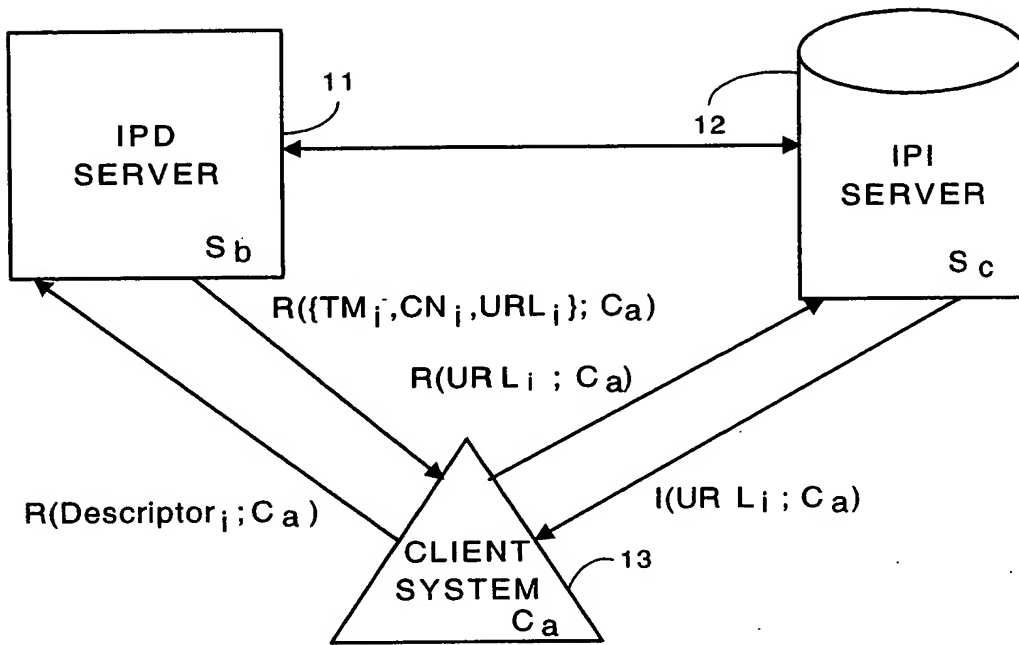 11
12
IPD
SERVER
Sb
IPI
SERVER
Sc
R({TMi,CNi,URLi}; Ca)
R(URLi ; Ca)
R(Descriptori; Ca)
I(URLi ; Ca)
CLIENT
SYSTEM
Ca
13